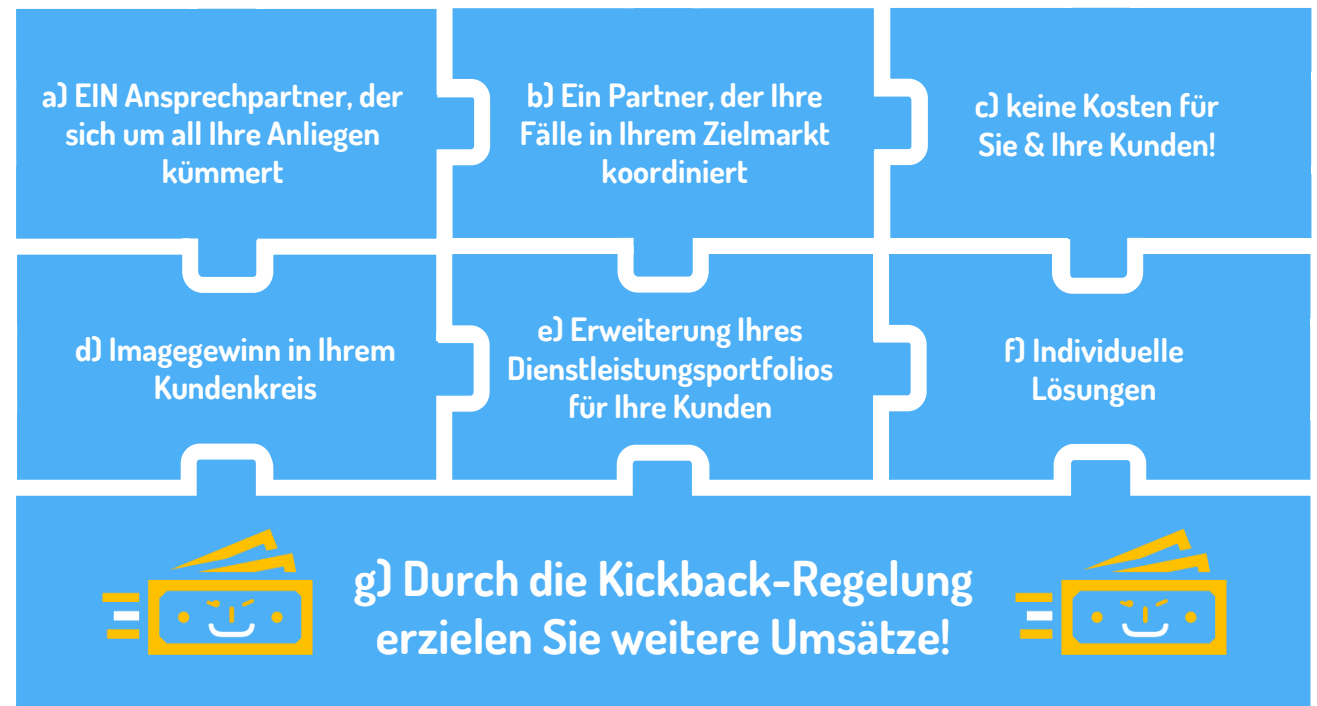 a) EIN Ansprechpartner, der
sich um all Ihre Anliegen
kümmert
b) Ein Partner, der Ihre
Fälle in Ihrem Zielmarkt
koordiniert
c) keine Kosten für
Sie & Ihre Kunden!
d) Imagegewinn in Ihrem
Kundenkreis
e) Erweiterung Ihres
Dienstleistungsportfolios
für Ihre Kunden
f) Individuelle
Lösungen
g) Durch die Kickback-Regelung
erzielen Sie weitere Umsätze!